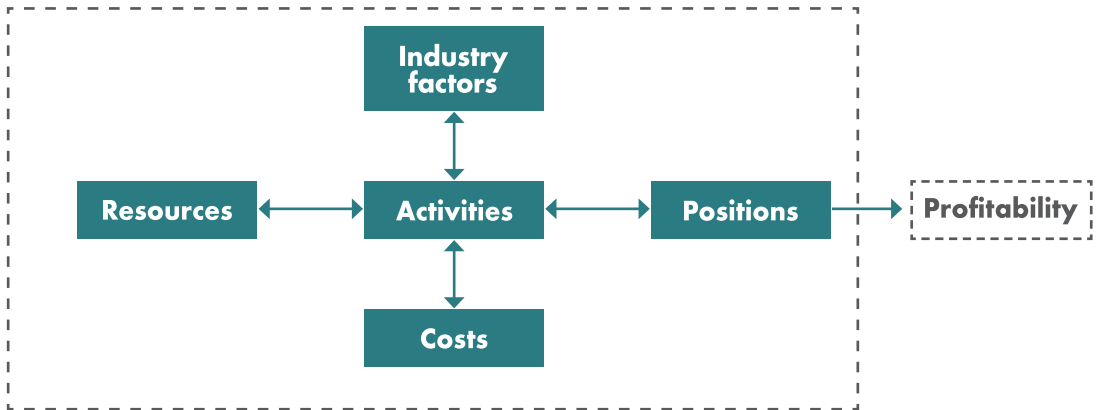 Industry
factors
Resources
Activities
Positions
Profitability
Costs